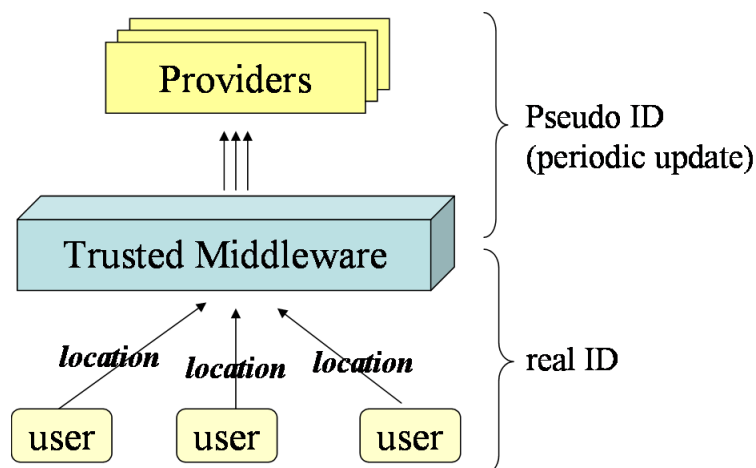 Providers
Pseudo ID
(periodic update)
Trusted Middleware
location
location
location
real ID
user
user
user